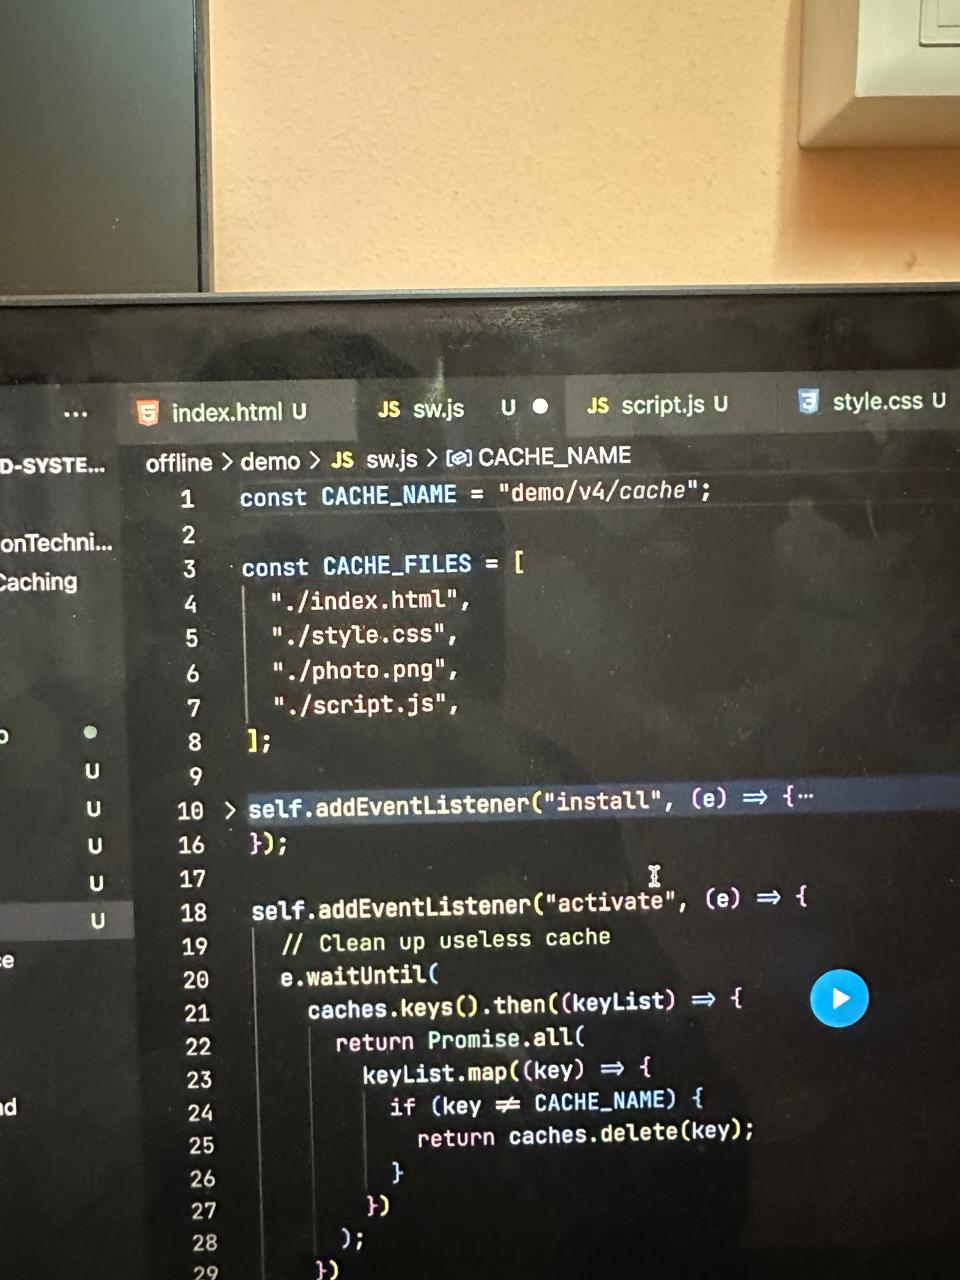 ... index.html U JS sw.js U JS script.js U style.css U
D-SYSTE... offline > demo > JS sw.js > CACHE_NAME
1 const CACHE_NAME = "demo/v4/cache";
2
onTechni...
3 const CACHE_FILES = [
Caching
4 "./index.html",
5 "./style.css",
6 "./photo.png",
7 "./script.js",
8 ];
U 9
U 10 > self.addEventListener("install", (e) ⇒ {…
U 16 });
U 17
U 18 self.addEventListener("activate", (e) ⇒ {
19 // Clean up useless cache
20 e.waitUntil(
21 caches.keys().then((keyList) ⇒ {
22 return Promise.all(
23 keyList.map((key) ⇒ {
24 if (key ≠ CACHE_NAME) {
25 return caches.delete(key);
26 }
27 })
28 );
29 })